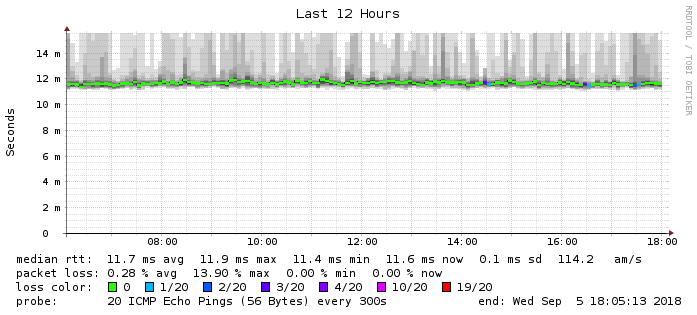 Last 12 Hours
RRDTOOL / TOBI OETIKER
Seconds
14 m
12 m
10 m
8 m
6 m
4 m
2 m
0
08:00 10:00 12:00 14:00 16:00 18:00
median rtt: 11.7 ms avg 11.9 ms max 11.4 ms min 11.6 ms now 0.1 ms sd 114.2 am/s
packet loss: 0.28 % avg 13.90 % max 0.00 % min 0.00 % now
loss color: 0 1/20 2/20 3/20 4/20 10/20 19/20
probe: 20 ICMP Echo Pings (56 Bytes) every 300s end: Wed Sep 5 18:05:13 2018